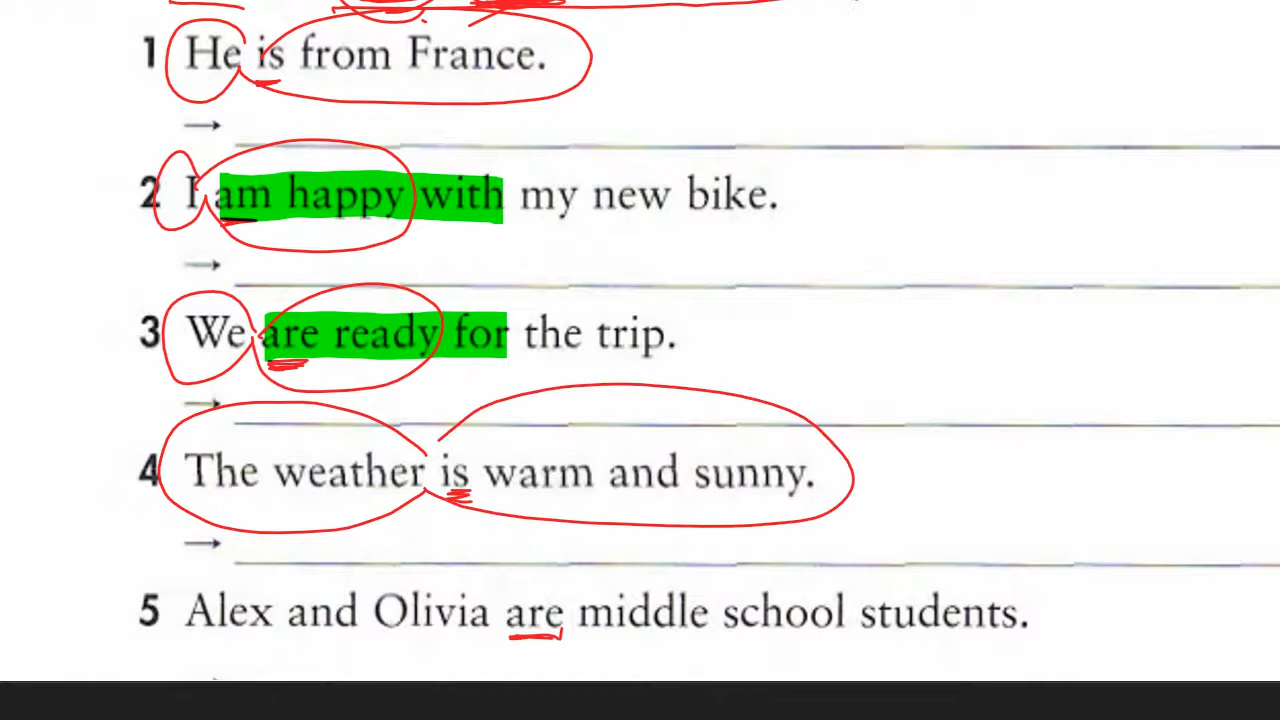 1 He is from France.
→
2 I am happy with my new bike.
→
3 We are ready for the trip.
→
4 The weather is warm and sunny.
→
5 Alex and Olivia are middle school students.